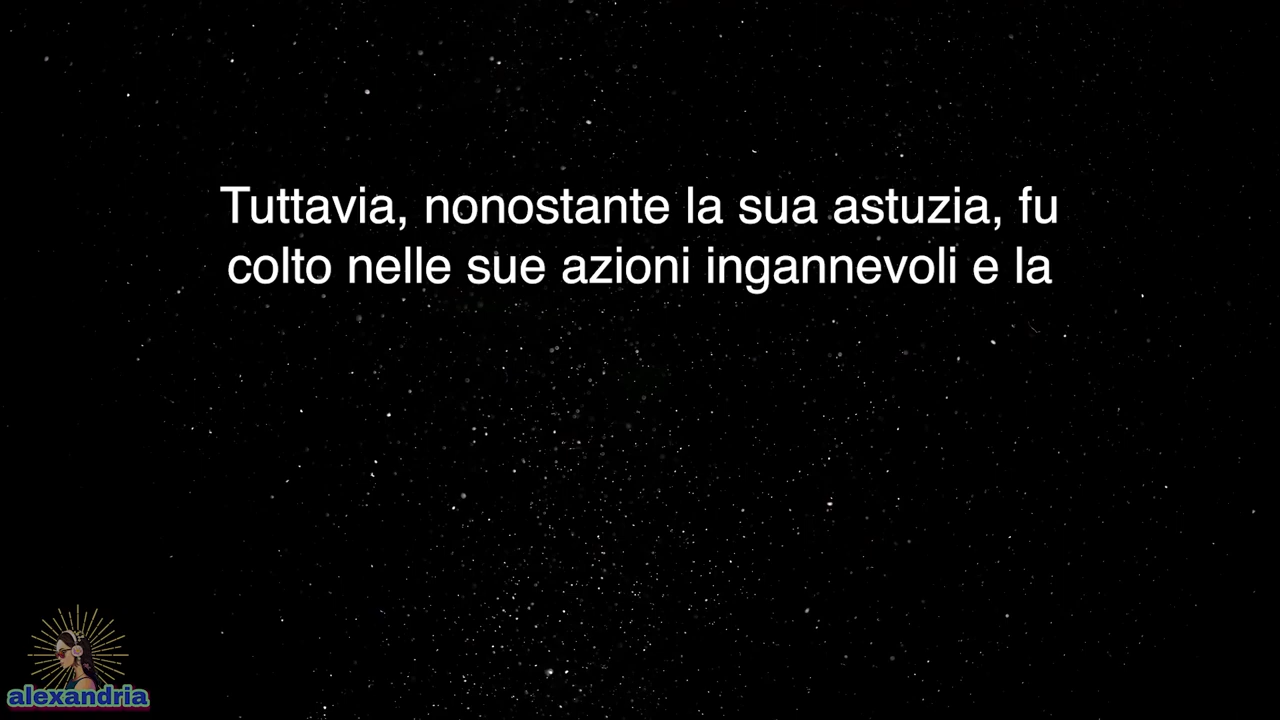 Tuttavia, nonostante la sua astuzia, fu
colto nelle sue azioni ingannevoli e la
alexandria